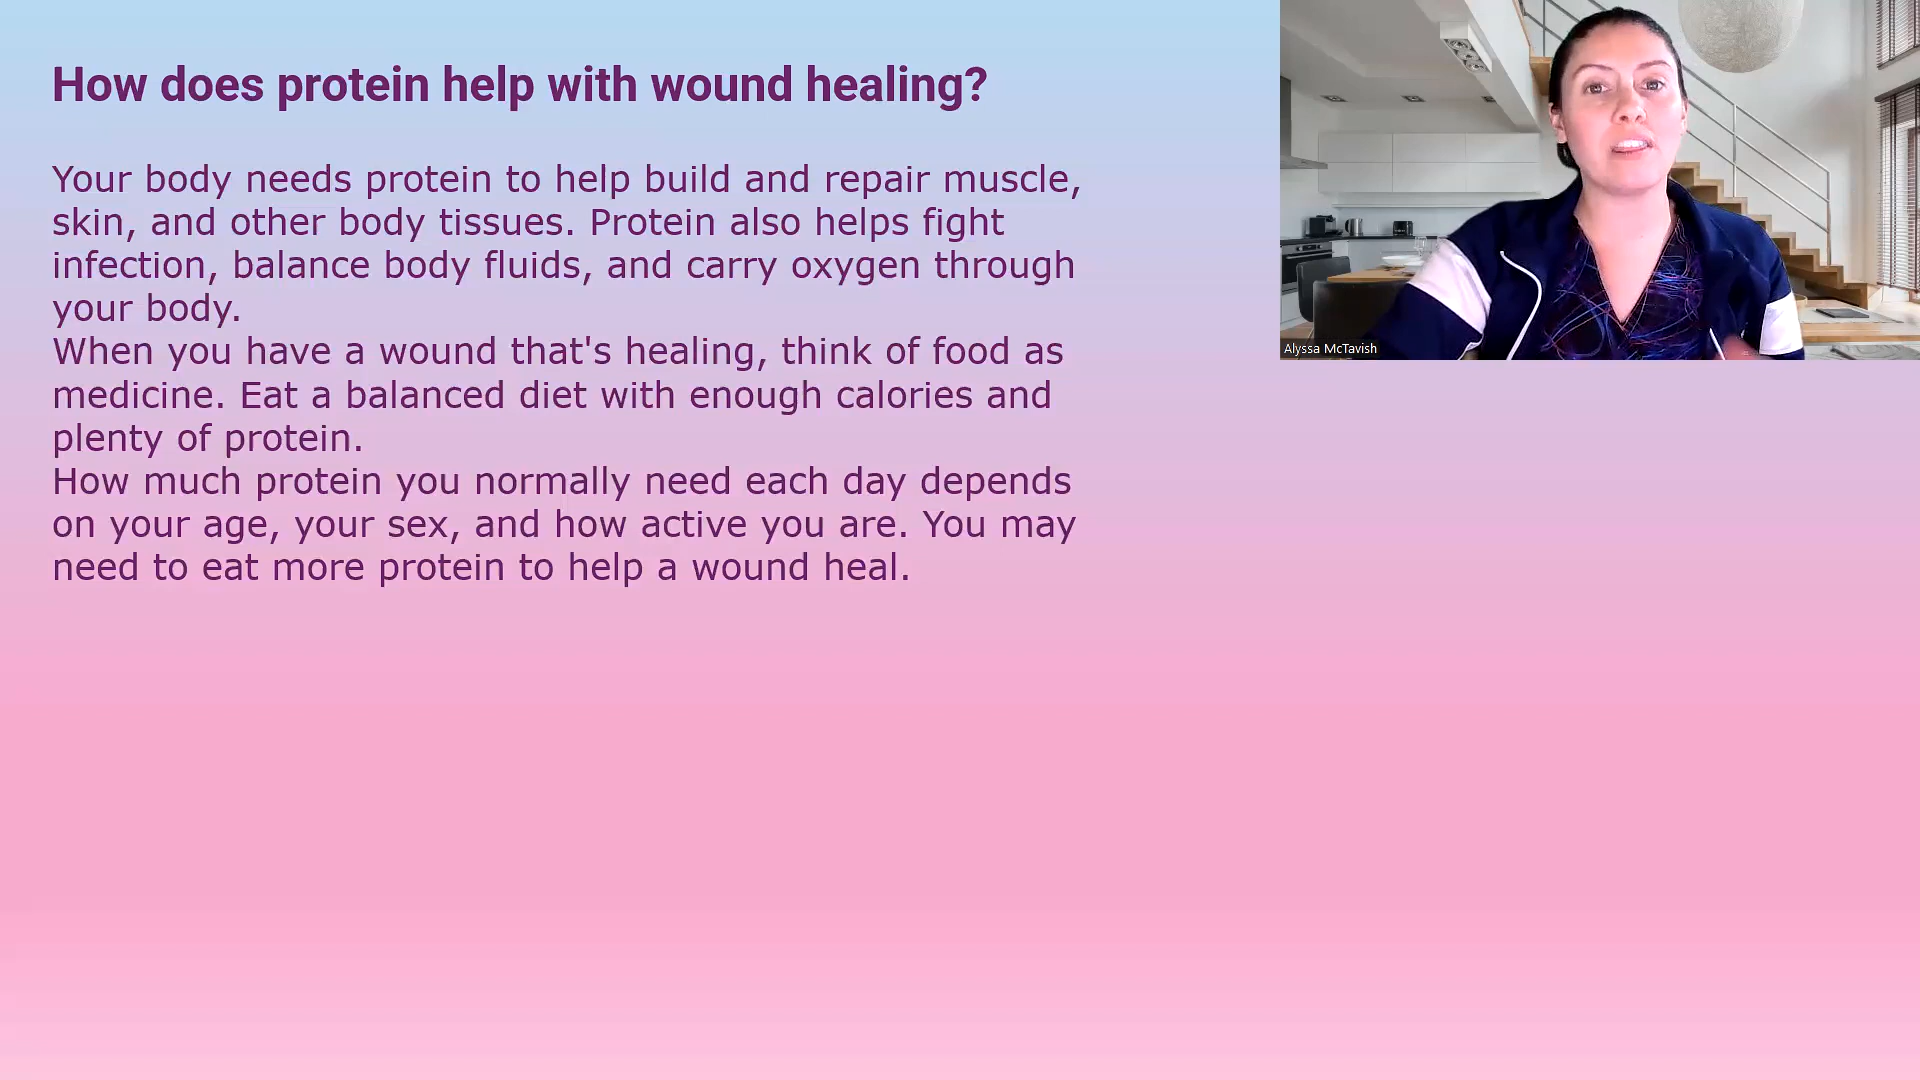 How does protein help with wound healing?
Your body needs protein to help build and repair muscle,
skin, and other body tissues. Protein also helps fight
infection, balance body fluids, and carry oxygen through
your body.
When you have a wound that's healing, think of food as
medicine. Eat a balanced diet with enough calories and
plenty of protein.
How much protein you normally need each day depends
on your age, your sex, and how active you are. You may
need to eat more protein to help a wound heal.
Alyssa McTavish